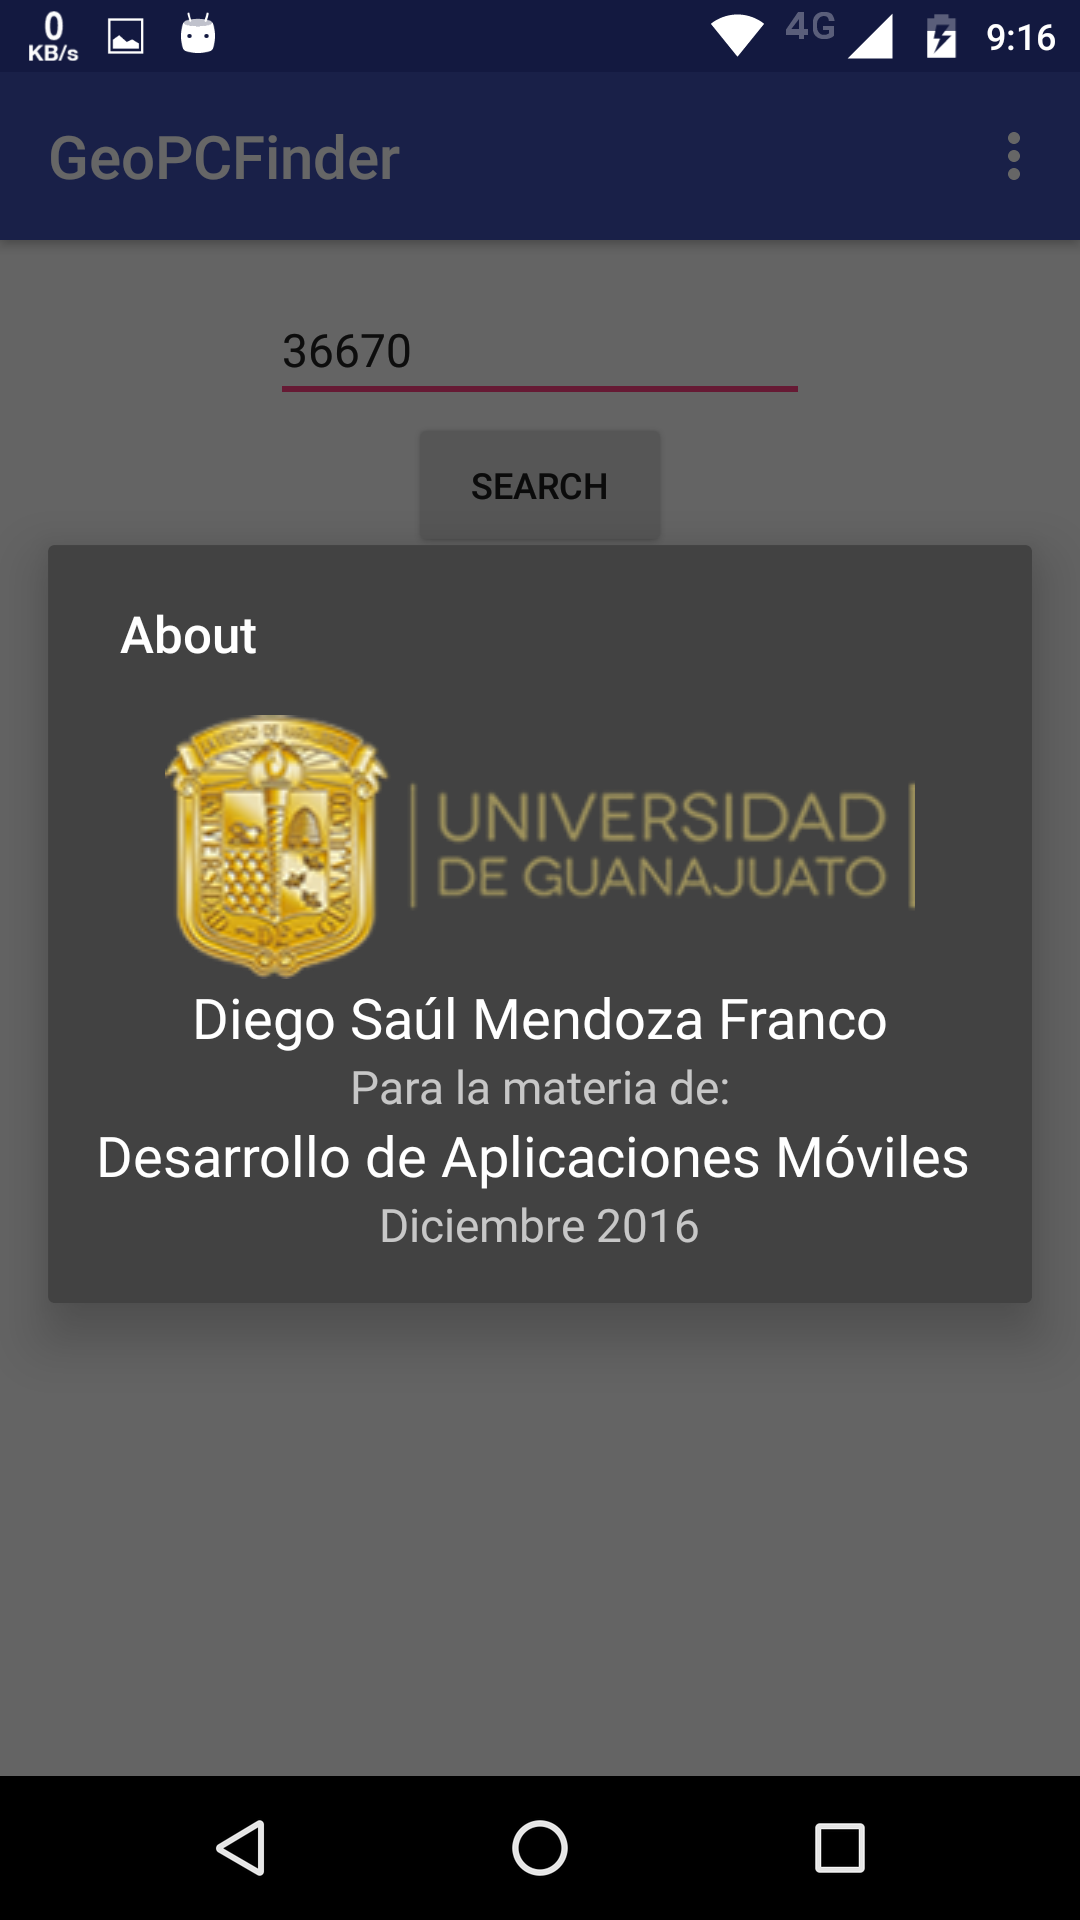 0
KB/s
4G
9:16
GeoPCFinder
36670
SEARCH
About
UNIVERSIDAD
DE GUANAJUATO
Diego Saúl Mendoza Franco
Para la materia de:
Desarrollo de Aplicaciones Móviles
Diciembre 2016